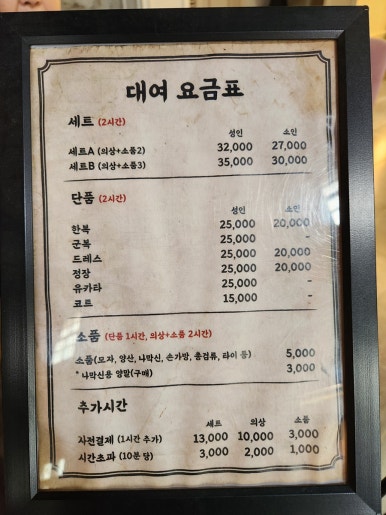 대여 요금표
세트 (2시간)
성인 소인
세트A (의상+소품2) 32,000 27,000
세트B (의상+소품3) 35,000 30,000
단품 (2시간)
성인 소인
한복 25,000 20,000
군복 25,000 -
드레스 25,000 20,000
정장 25,000 20,000
유카타 25,000 -
코트 15,000 -
소품 (단품 1시간, 의상+소품 2시간)
소품(모자, 양산, 나막신, 손가방, 총검류, 타이 등) 5,000
* 나막신용 양말(구매) 3,000
추가시간
세트 의상 소품
사전결제 (1시간 추가) 13,000 10,000 3,000
시간초과 (10분 당) 3,000 2,000 1,000